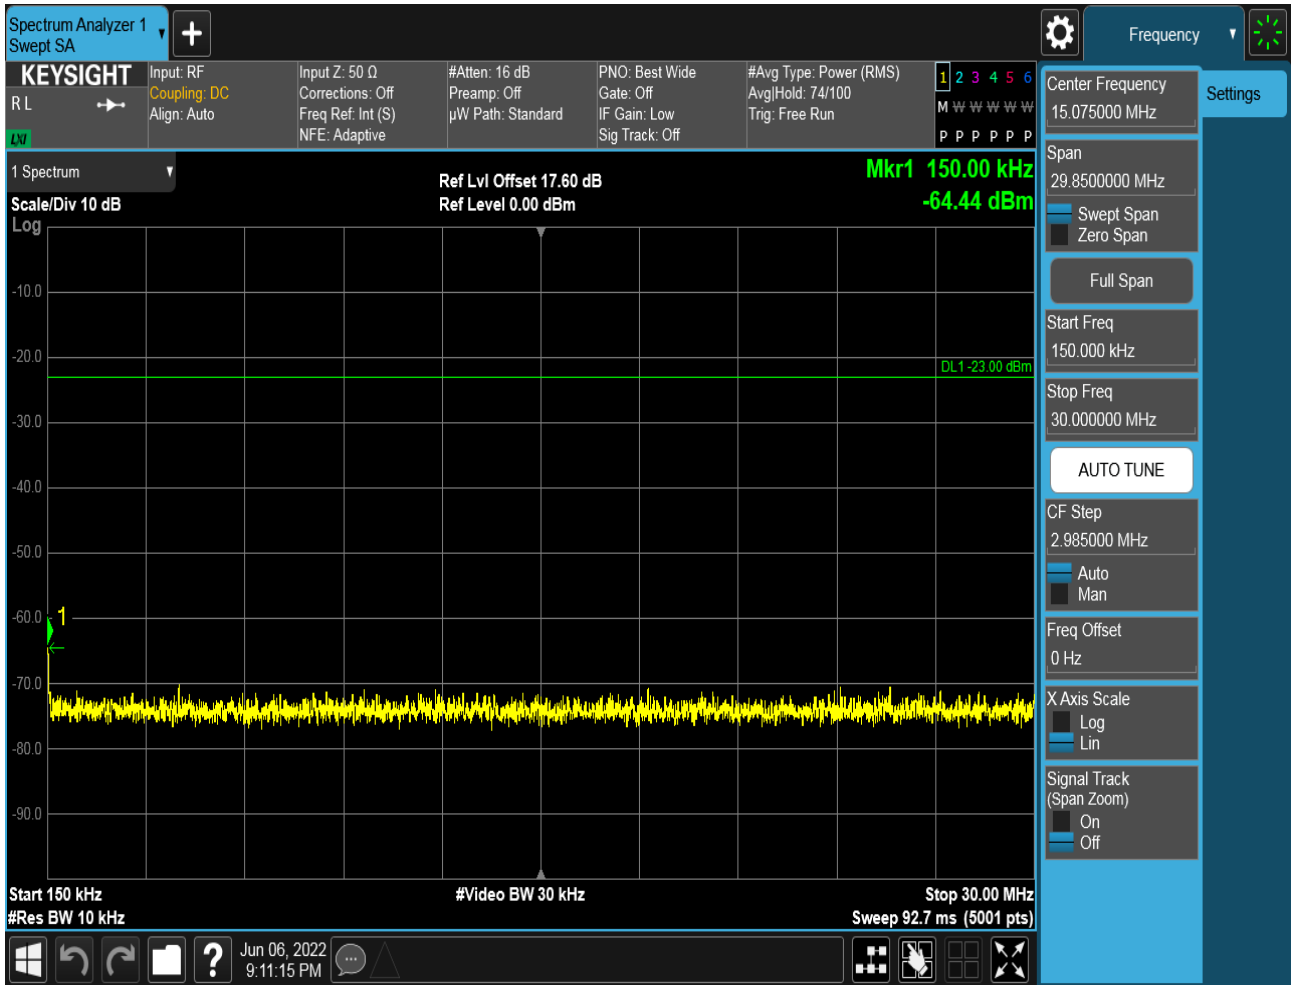 Spectrum Analyzer 1
Swept SA
Frequency
KEYSIGHT
R L
LXI
Input: RF
Coupling: DC
Align: Auto
Input Z: 50 Ω
Corrections: Off
Freq Ref: Int (S)
NFE: Adaptive
#Atten: 16 dB
Preamp: Off
µW Path: Standard
PNO: Best Wide
Gate: Off
IF Gain: Low
Sig Track: Off
#Avg Type: Power (RMS)
Avg|Hold: 74/100
Trig: Free Run
1 2 3 4 5 6
M W W W W W
P P P P P P
1 Spectrum
Scale/Div 10 dB
Log
Ref Lvl Offset 17.60 dB
Ref Level 0.00 dBm
Mkr1 150.00 kHz
-64.44 dBm
-10.0
-20.0
DL1 -23.00 dBm
-30.0
-40.0
-50.0
-60.0
1
-70.0
-80.0
-90.0
Start 150 kHz
#Video BW 30 kHz
Stop 30.00 MHz
#Res BW 10 kHz
Sweep 92.7 ms (5001 pts)
?
Jun 06, 2022
9:11:15 PM
Center Frequency
15.075000 MHz
Settings
Span
29.8500000 MHz
Swept Span
Zero Span
Full Span
Start Freq
150.000 kHz
Stop Freq
30.000000 MHz
AUTO TUNE
CF Step
2.985000 MHz
Auto
Man
Freq Offset
0 Hz
X Axis Scale
Log
Lin
Signal Track
(Span Zoom)
On
Off